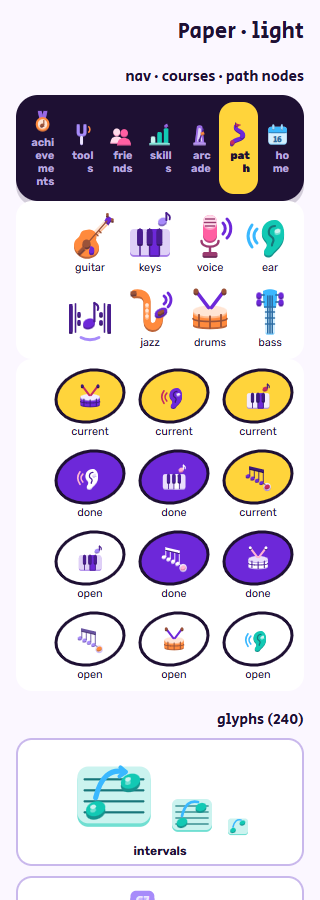 Paper · light
nav · courses · path nodes
achi
eve
me
nts
tool
s
frie
nds
skill
s
arc
ade
pat
h
16
ho
me
guitar
keys
voice
ear
jazz
drums
bass
current
current
current
done
done
current
open
done
done
open
open
open
glyphs (240)
intervals